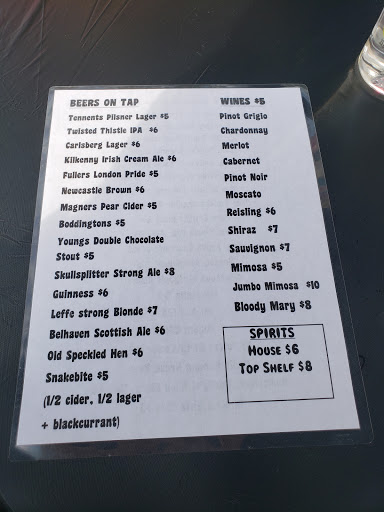 BEERS ON TAP
Tennents Pilsner Lager $5
Twisted Thistle IPA $6
Carlsberg Lager $6
Kilkenny Irish Cream Ale $6
Fullers London Pride $5
Newcastle Brown $6
Magners Pear Cider $5
Boddingtons $5
Youngs Double Chocolate
Stout $5
Skullsplitter Strong Ale $8
Guinness $6
Leffe strong Blonde $7
Belhaven Scottish Ale $6
Old Speckled Hen $6
Snakebite $5
(1/2 cider, 1/2 lager
+ blackcurrant)
WINES $5
Pinot Grigio
Chardonnay
Merlot
Cabernet
Pinot Noir
Moscato
Reisling $6
Shiraz $7
Sauvignon $7
Mimosa $5
Jumbo Mimosa $10
Bloody Mary $8
SPIRITS
HOUSE $6
TOP SHELF $8